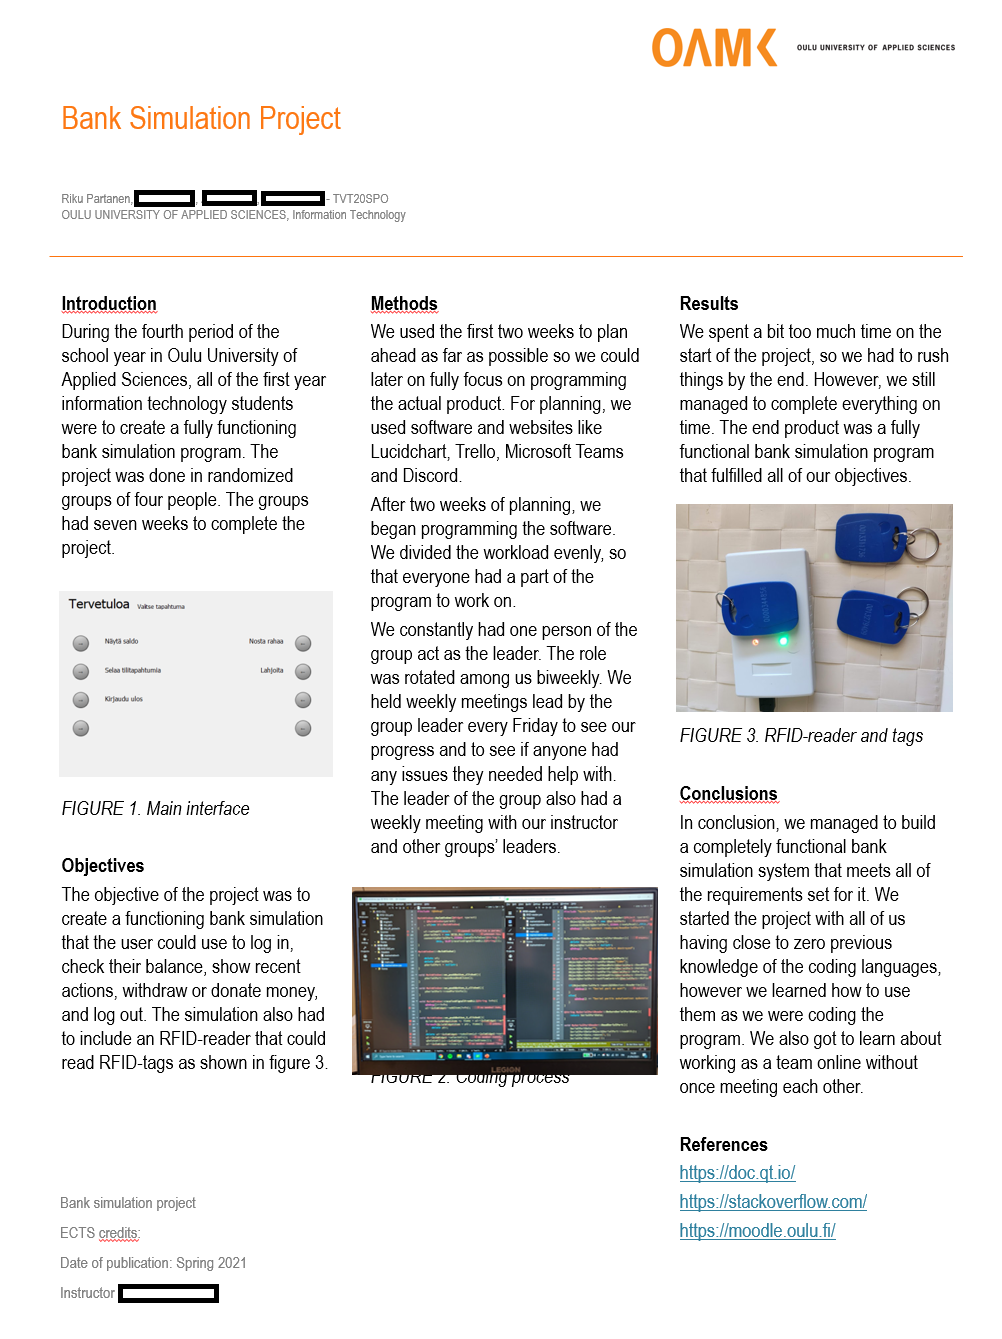 OAMK
OULU UNIVERSITY OF APPLIED SCIENCES
Bank Simulation Project
Riku Partanen, , , - TVT20SPO
OULU UNIVERSITY OF APPLIED SCIENCES, Information Technology
Introduction
During the fourth period of the
school year in Oulu University of
Applied Sciences, all of the first year
information technology students
were to create a fully functioning
bank simulation program. The
project was done in randomized
groups of four people. The groups
had seven weeks to complete the
project.
Tervetuloa Valitse tapahtuma
Näytä saldo
Nosta rahaa
Selaa tilitapahtumia
Lahjoita
Kirjaudu ulos
FIGURE 1. Main interface
Objectives
The objective of the project was to
create a functioning bank simulation
that the user could use to log in,
check their balance, show recent
actions, withdraw or donate money,
and log out. The simulation also had
to include an RFID-reader that could
read RFID-tags as shown in figure 3.
Methods
We used the first two weeks to plan
ahead as far as possible so we could
later on fully focus on programming
the actual product. For planning, we
used software and websites like
Lucidchart, Trello, Microsoft Teams
and Discord.
After two weeks of planning, we
began programming the software.
We divided the workload evenly, so
that everyone had a part of the
program to work on.
We constantly had one person of the
group act as the leader. The role
was rotated among us biweekly. We
held weekly meetings lead by the
group leader every Friday to see our
progress and to see if anyone had
any issues they needed help with.
The leader of the group also had a
weekly meeting with our instructor
and other groups’ leaders.
LEGION
FIGURE 2. Coding process
Results
We spent a bit too much time on the
start of the project, so we had to rush
things by the end. However, we still
managed to complete everything on
time. The end product was a fully
functional bank simulation program
that fulfilled all of our objectives.
FIGURE 3. RFID-reader and tags
Conclusions
In conclusion, we managed to build
a completely functional bank
simulation system that meets all of
the requirements set for it. We
started the project with all of us
having close to zero previous
knowledge of the coding languages,
however we learned how to use
them as we were coding the
program. We also got to learn about
working as a team online without
once meeting each other.
References
https://doc.qt.io/
https://stackoverflow.com/
https://moodle.oulu.fi/
Bank simulation project
ECTS credits:
Date of publication: Spring 2021
Instructor